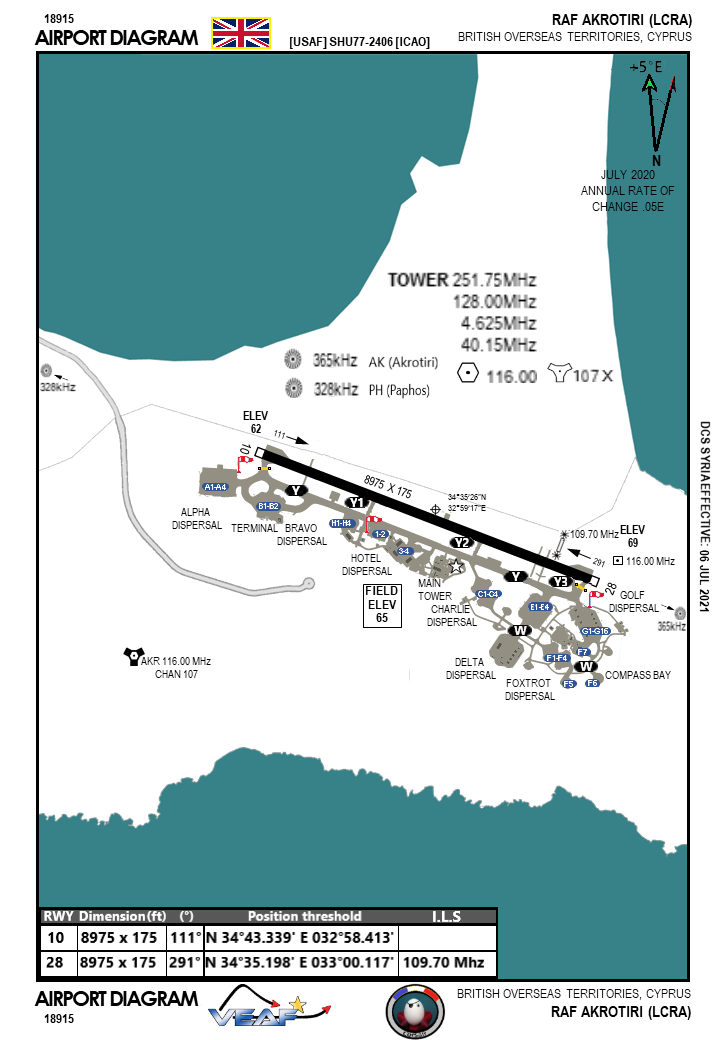 18915
AIRPORT DIAGRAM
[USAF] SHU77-2406 [ICAO]
RAF AKROTIRI (LCRA)
BRITISH OVERSEAS TERRITORIES, CYPRUS
+5°E
N
JULY 2020
ANNUAL RATE OF
CHANGE .05E
TOWER 251.75MHz
128.00MHz
4.625MHz
40.15MHz
365kHz AK (Akrotiri)
328kHz PH (Paphos)
116.00
107 X
328kHz
ELEV
62
111
10
8975 X 175
34°35'26"N
32°59'17"E
A1-A4
ALPHA
DISPERSAL
B1-B2
TERMINAL
BRAVO
DISPERSAL
Y
Y1
H1-H4
1-2
3-4
HOTEL
DISPERSAL
Y2
MAIN
TOWER
FIELD
ELEV
65
C1-C4
CHARLIE
DISPERSAL
Y
Y3
E1-E4
109.70 MHz
ELEV
69
291
116.00 MHz
28
GOLF
DISPERSAL
365kHz
G1-G16
W
DELTA
DISPERSAL
F1-F4
F7
W
COMPASS BAY
FOXTROT
DISPERSAL
F5
F6
AKR 116.00 MHz
CHAN 107
DCS SYRIA EFFECTIVE: 06 JUL 2021
RWY Dimension(ft) (°) Position threshold I.L.S
10 8975 x 175 111° N 34°43.339' E 032°58.413'
28 8975 x 175 291° N 34°35.198' E 033°00.117' 109.70 Mhz
AIRPORT DIAGRAM
18915
VEAF
BRITISH OVERSEAS TERRITORIES, CYPRUS
RAF AKROTIRI (LCRA)